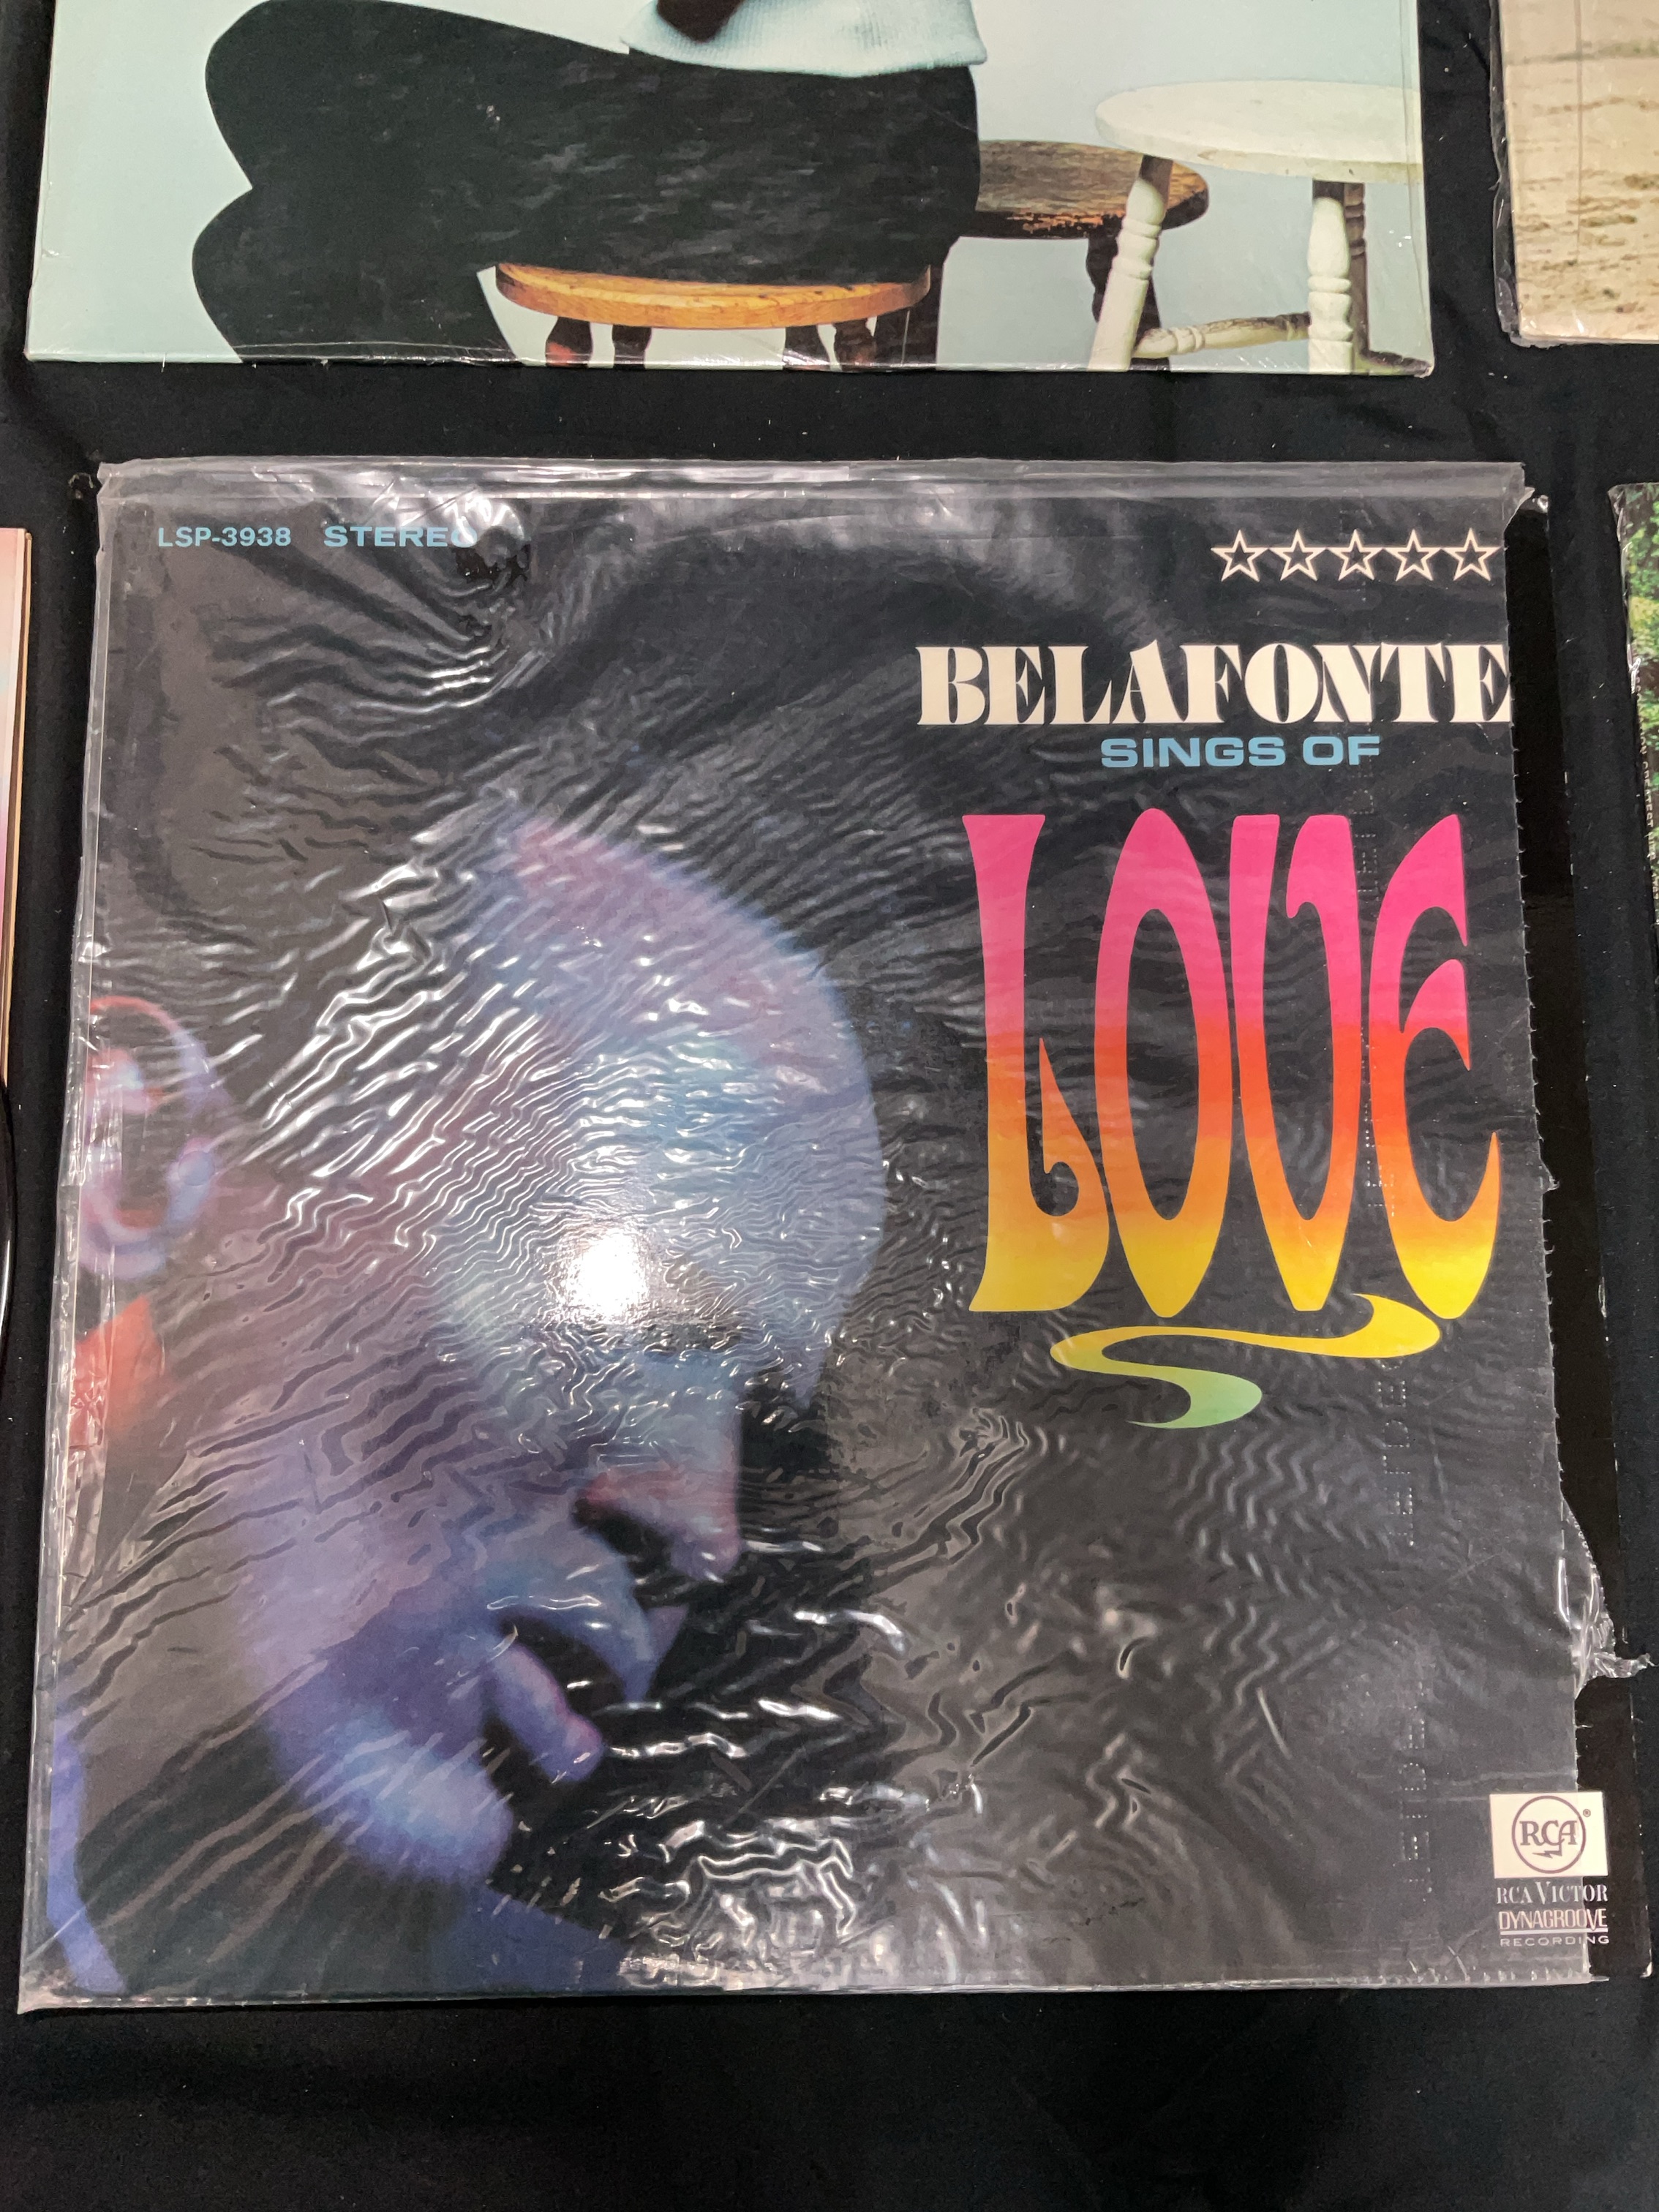 LSP-3938 STEREO
BELAFONTE
SINGS OF
LOVE
RCA
®
RCA VICTOR
DYNAGROOVE
RECORDING